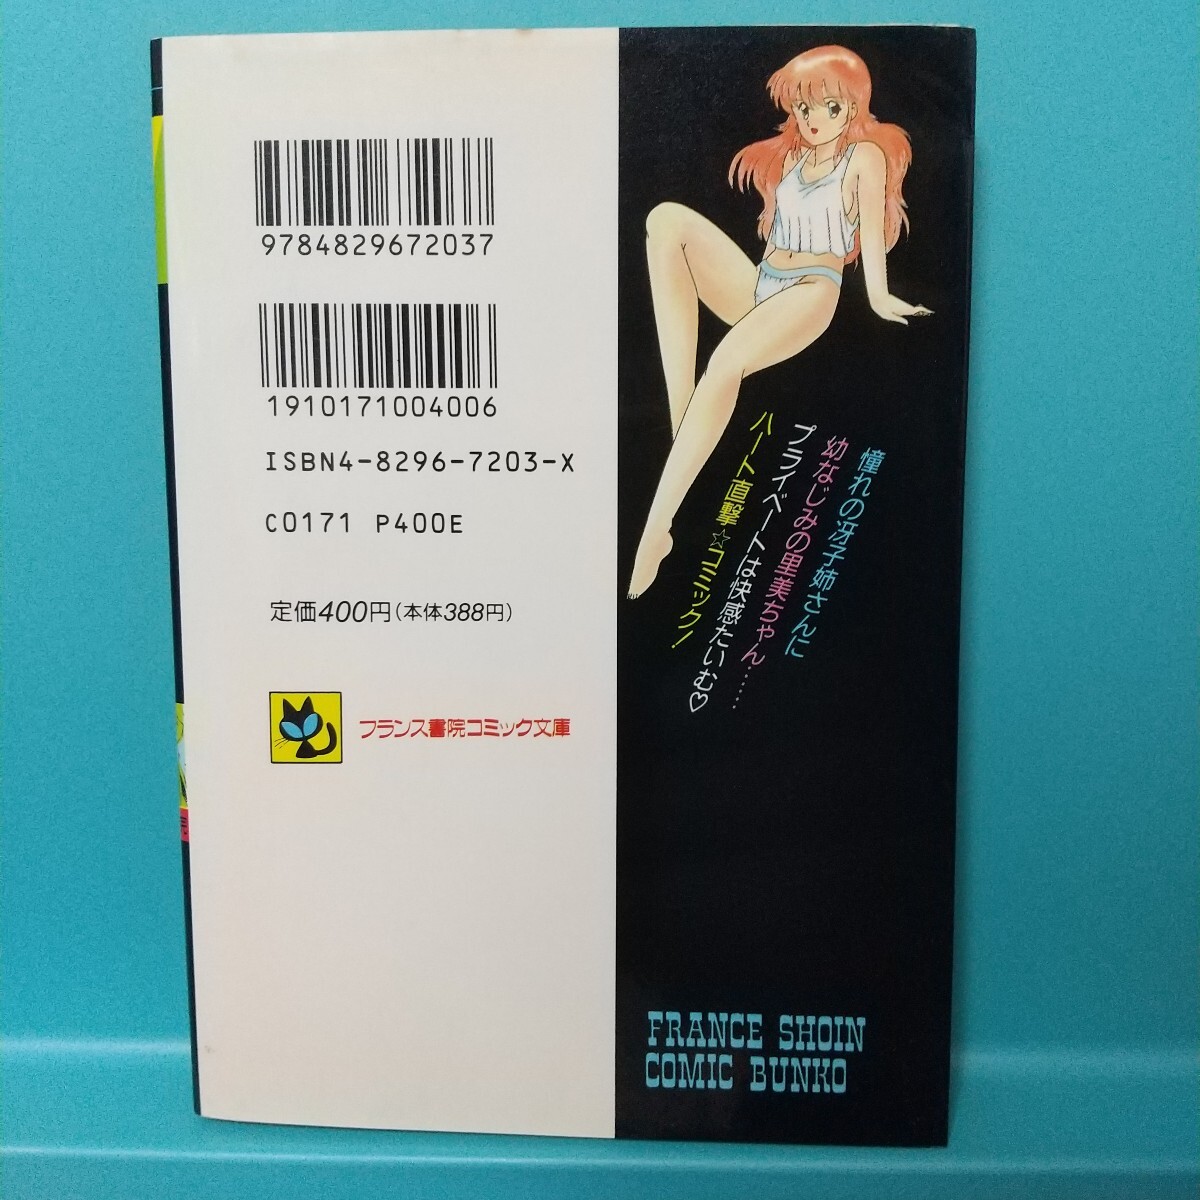 9784829672037
1910171004006
ISBN4-8296-7203-X
C0171 P400E
定価400円(本体388円)
フランス書院コミック文庫
憧れの冴子姉さんに
幼なじみの里美ちゃん……
プライベートは快感たいむ♡
ハート直撃☆コミック!
FRANCE SHOIN
COMIC BUNKO